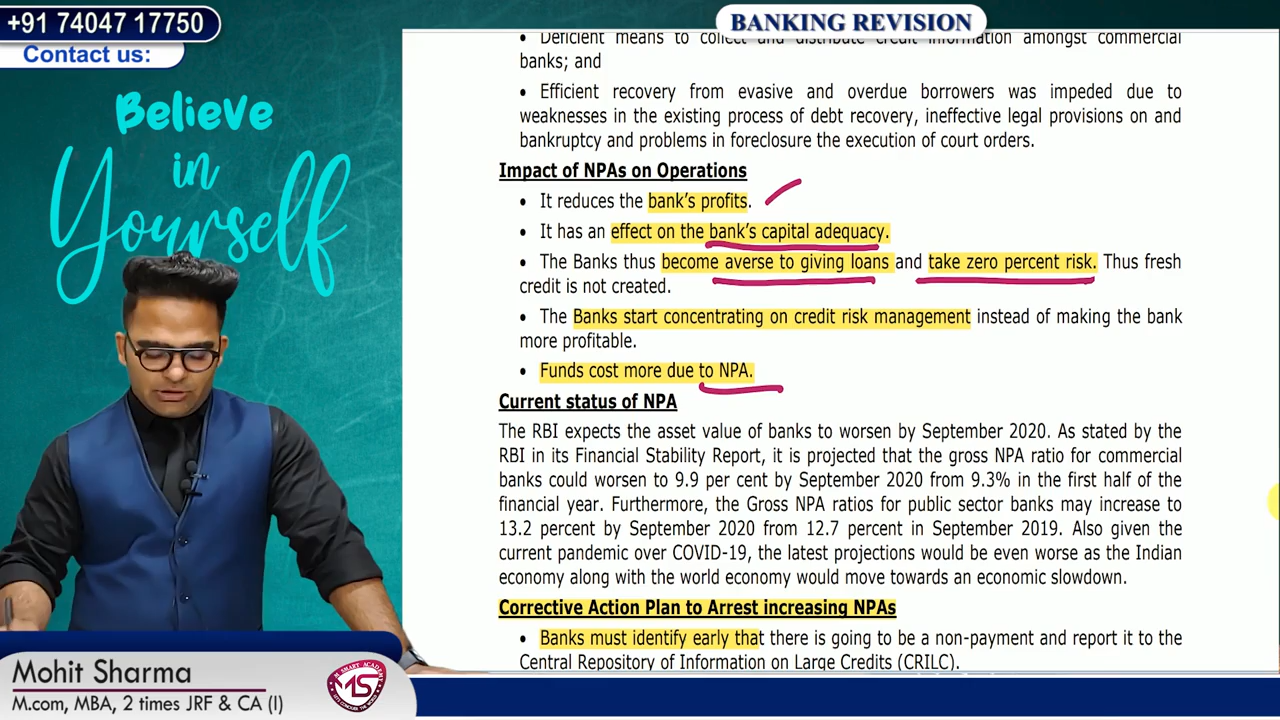 +91 74047 17750
Contact us:
BANKING REVISION
Believe
in
Yourself
• Deficient means to collect and distribute credit information amongst commercial
banks; and
• Efficient recovery from evasive and overdue borrowers was impeded due to
weaknesses in the existing process of debt recovery, ineffective legal provisions on and
bankruptcy and problems in foreclosure the execution of court orders.
Impact of NPAs on Operations
• It reduces the bank’s profits.
• It has an effect on the bank’s capital adequacy.
• The Banks thus become averse to giving loans and take zero percent risk. Thus fresh
credit is not created.
• The Banks start concentrating on credit risk management instead of making the bank
more profitable.
• Funds cost more due to NPA.
Current status of NPA
The RBI expects the asset value of banks to worsen by September 2020. As stated by the
RBI in its Financial Stability Report, it is projected that the gross NPA ratio for commercial
banks could worsen to 9.9 per cent by September 2020 from 9.3% in the first half of the
financial year. Furthermore, the Gross NPA ratios for public sector banks may increase to
13.2 percent by September 2020 from 12.7 percent in September 2019. Also given the
current pandemic over COVID-19, the latest projections would be even worse as the Indian
economy along with the world economy would move towards an economic slowdown.
Corrective Action Plan to Arrest increasing NPAs
• Banks must identify early that there is going to be a non-payment and report it to the
Central Repository of Information on Large Credits (CRILC).
Mohit Sharma
M.com, MBA, 2 times JRF & CA (I)
MS